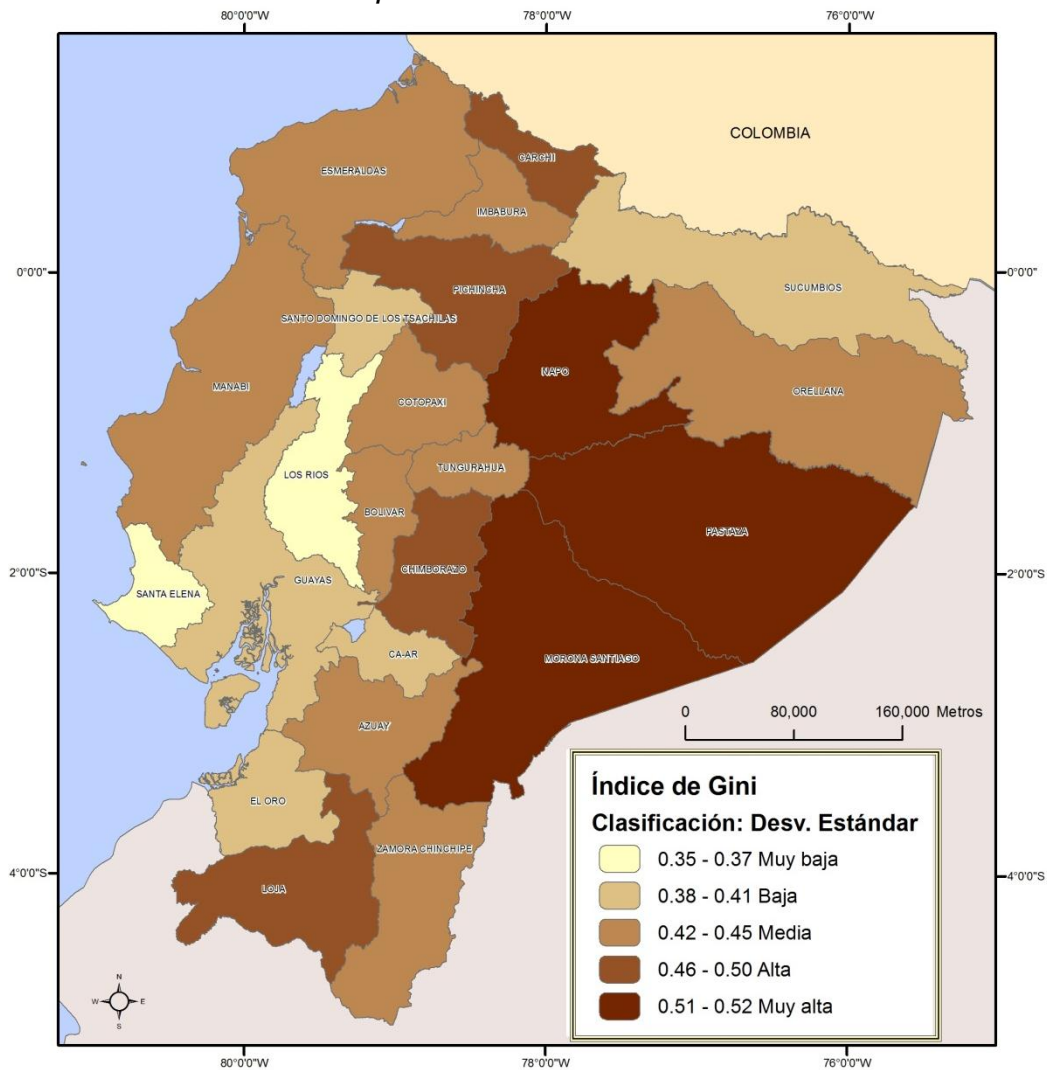 80°0'0"W
78°0'0"W
76°0'0"W
COLOMBIA
CARCHI
ESMERALDAS
IMBABURA
0°0'0"
0°0'0"
PICHINCHA
SUCUMBIOS
SANTO DOMINGO DE LOS TSACHILAS
NAPO
MANABI
COTOPAXI
ORELLANA
TUNGURAHUA
LOS RIOS
BOLIVAR
PASTAZA
CHIMBORAZO
2°0'0"S
2°0'0"S
GUAYAS
SANTA ELENA
CA-AR
MORONA SANTIAGO
AZUAY
0 80,000 160,000 Metros
EL ORO
ZAMORA CHINCHIPE
LOJA
4°0'0"S
4°0'0"S
Índice de Gini
Clasificación: Desv. Estándar
0.35 - 0.37 Muy baja
0.38 - 0.41 Baja
0.42 - 0.45 Media
0.46 - 0.50 Alta
0.51 - 0.52 Muy alta
N
W E
S
80°0'0"W
78°0'0"W
76°0'0"W